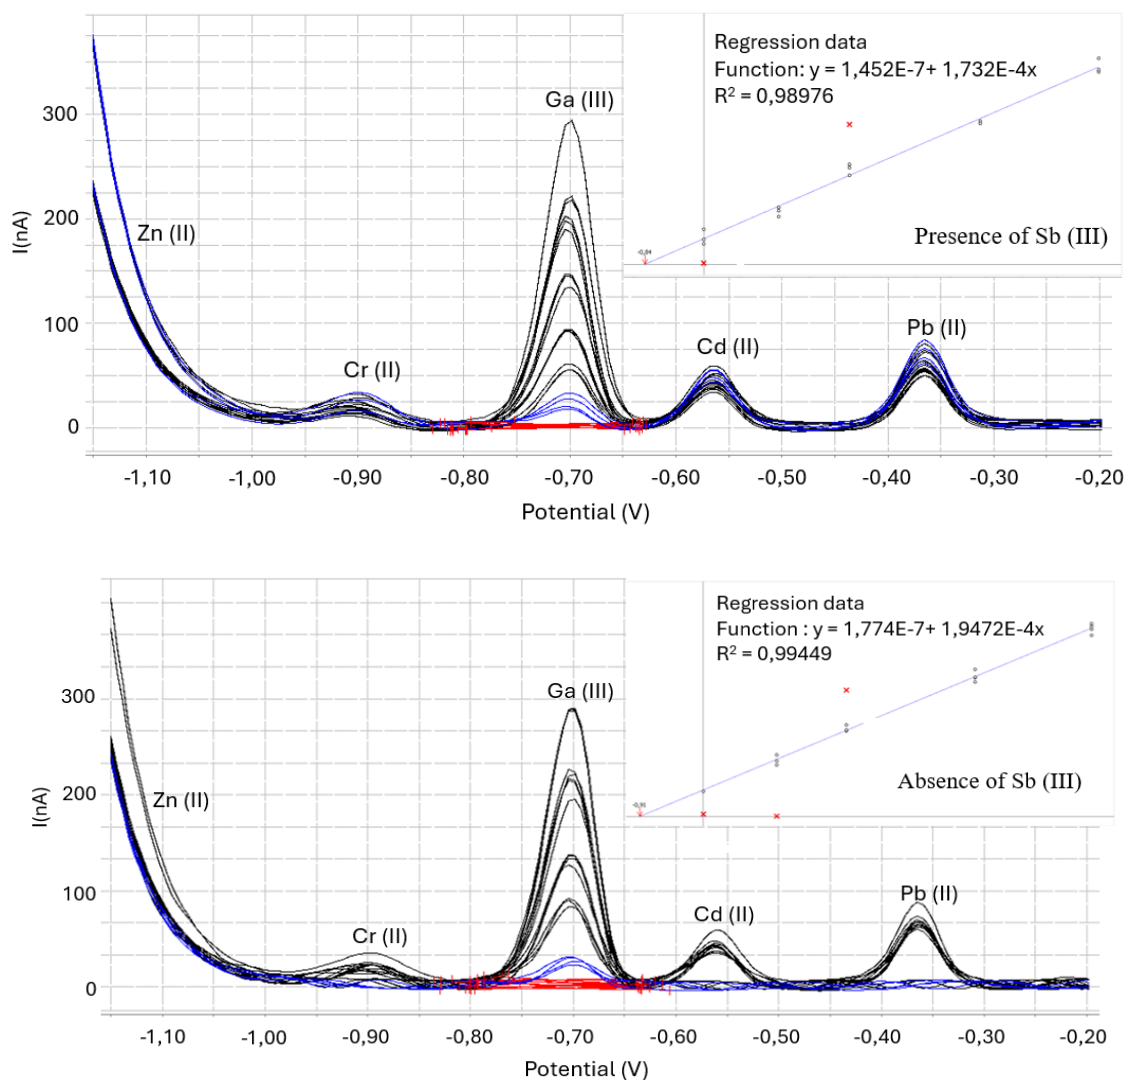 Regression data
Function: y = 1,452E-7+ 1,732E-4x
R² = 0,98976
Ga (III)
300
Zn (II)
200
Presence of Sb (III)
-0,84
I(nA)
100
Cr (II)
Cd (II)
Pb (II)
0
-1,10 -1,00 -0,90 -0,80 -0,70 -0,60 -0,50 -0,40 -0,30 -0,20
Potential (V)
Regression data
Function : y = 1,774E-7+ 1,9472E-4x
R² = 0,99449
Ga (III)
300
Zn (II)
200
Absence of Sb (III)
-0,91
I(nA)
100
Cr (II)
Cd (II)
Pb (II)
0
-1,10 -1,00 -0,90 -0,80 -0,70 -0,60 -0,50 -0,40 -0,30 -0,20
Potential (V)